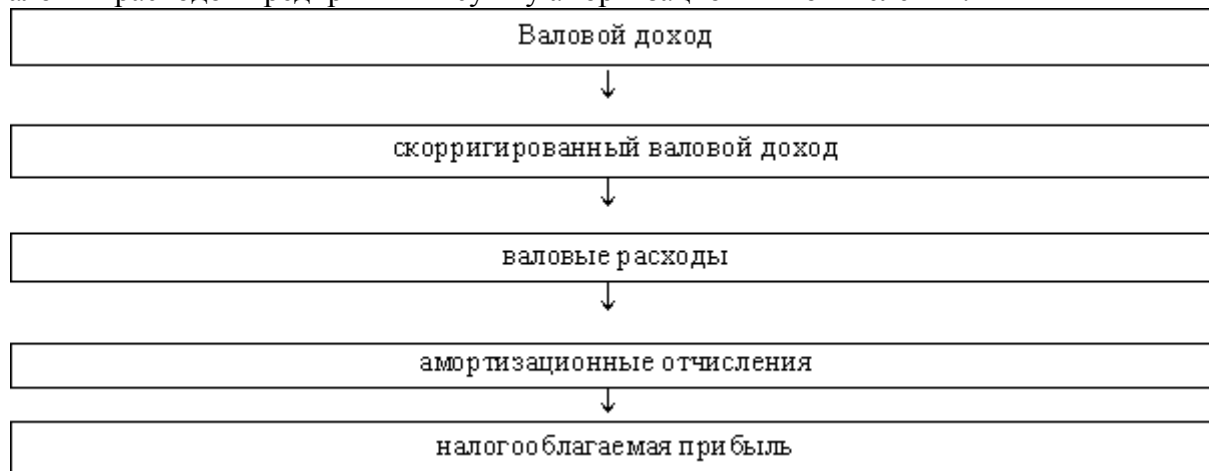 Валовой доход
скорригированный валовой доход
валовые расходы
амортизационные отчисления
налогооблагаемая прибыль